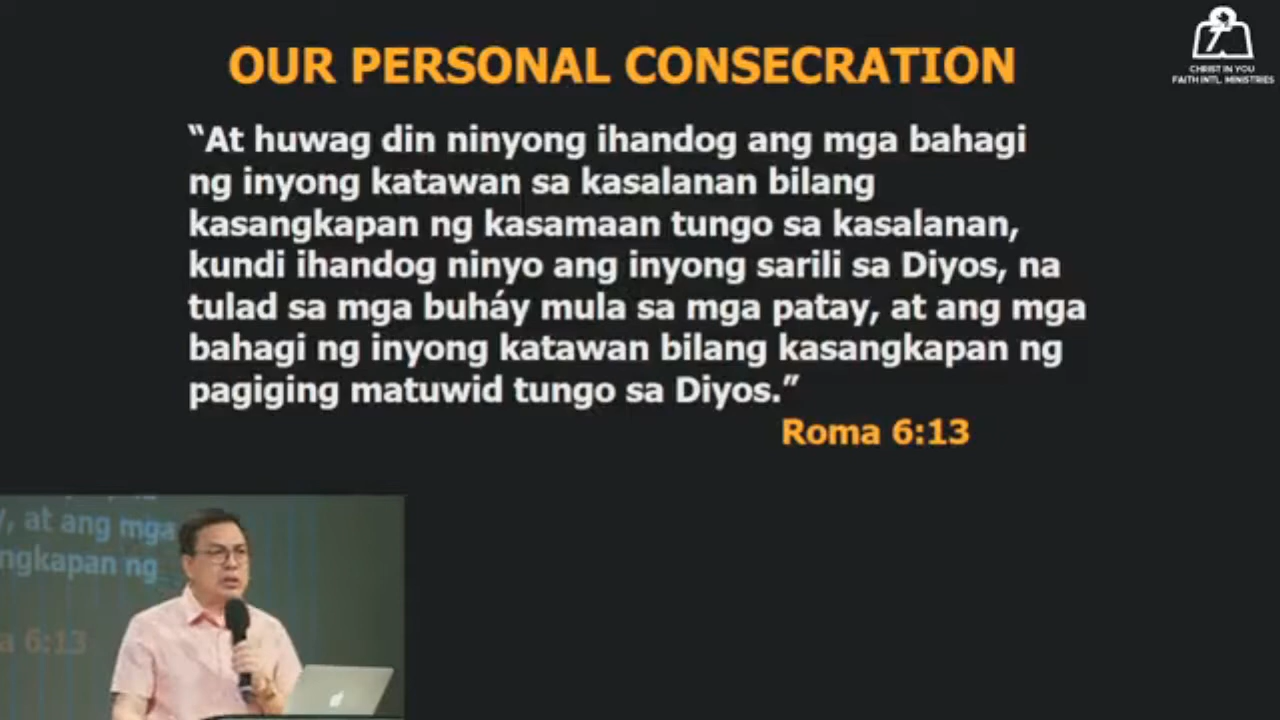 OUR PERSONAL CONSECRATION
CHRIST IN YOU
FAITH INTL. MINISTRIES
“At huwag din ninyong ihandog ang mga bahagi
ng inyong katawan sa kasalanan bilang
kasangkapan ng kasamaan tungo sa kasalanan,
kundi ihandog ninyo ang inyong sarili sa Diyos, na
tulad sa mga buháy mula sa mga patay, at ang mga
bahagi ng inyong katawan bilang kasangkapan ng
pagiging matuwid tungo sa Diyos.”
Roma 6:13
, at ang mga
ngkapan ng
a 6:13